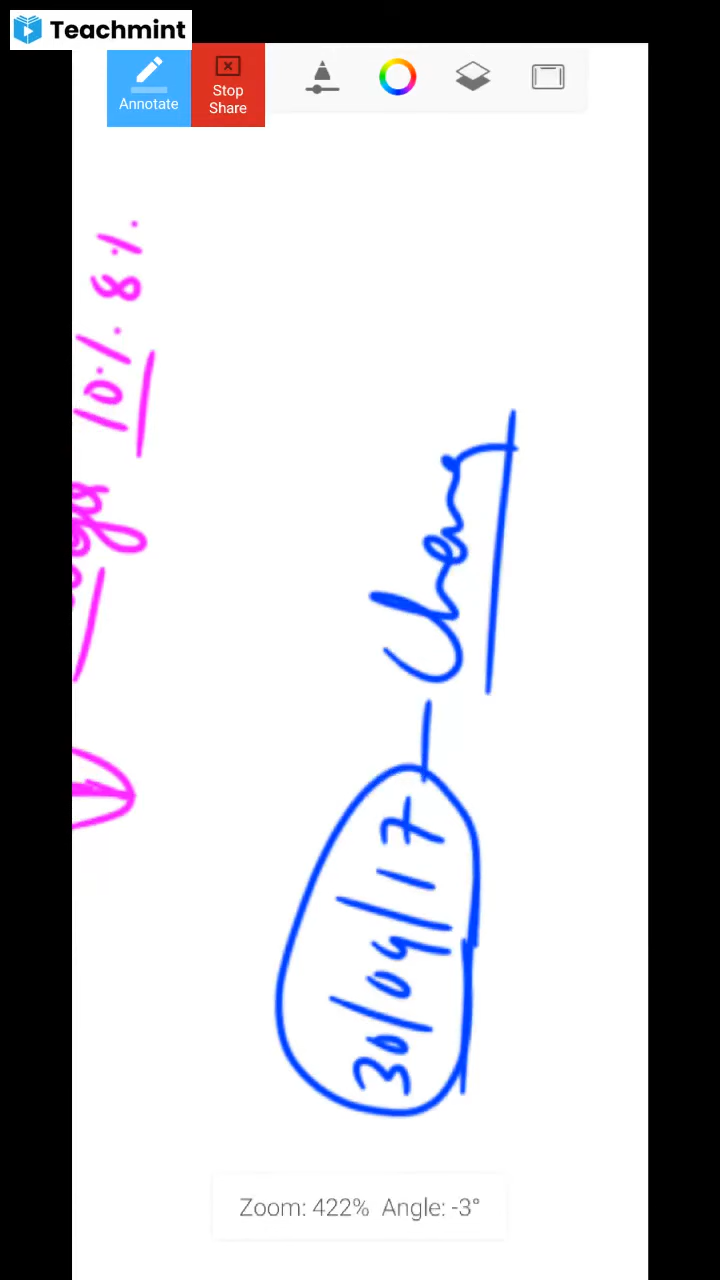 Teachmint
Annotate
Stop
Share
10% 8%
30/04/17 —
Zoom: 422% Angle: -3°